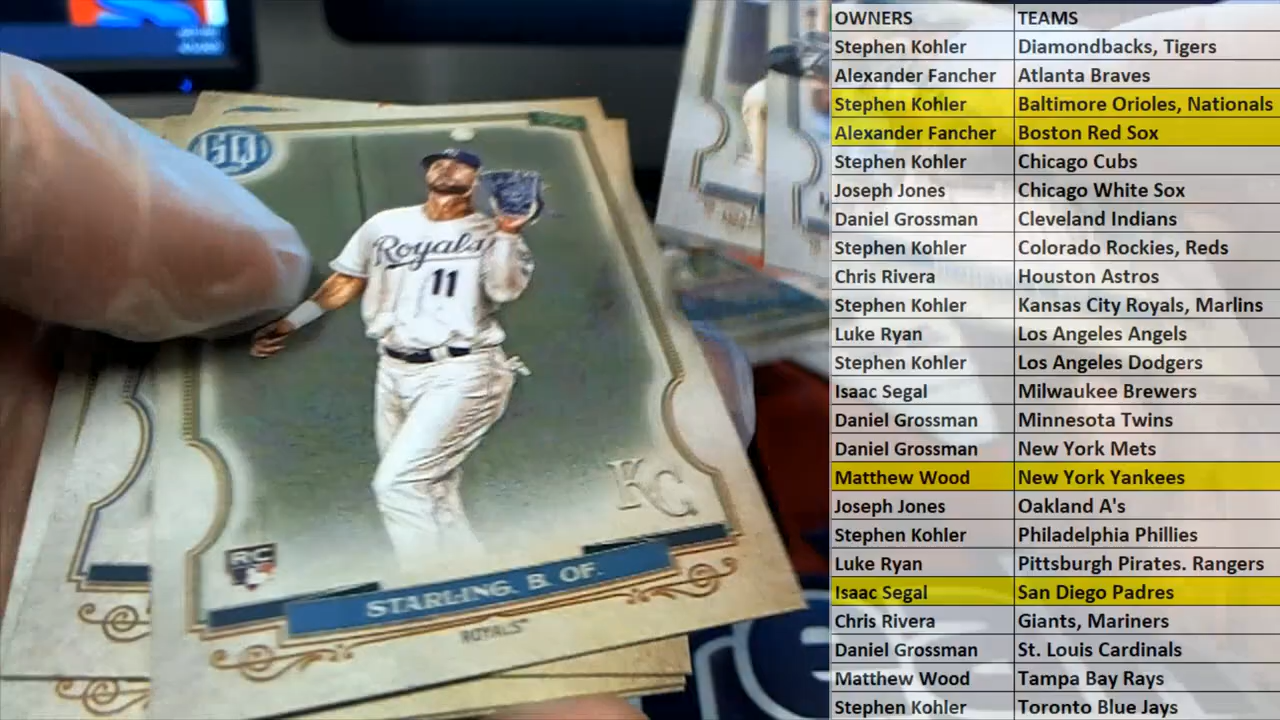 GQ
Royals
11
KC
RC
STARLING, B. OF.
ROYALS
OWNERS TEAMS
Stephen Kohler Diamondbacks, Tigers
Alexander Fancher Atlanta Braves
Stephen Kohler Baltimore Orioles, Nationals
Alexander Fancher Boston Red Sox
Stephen Kohler Chicago Cubs
Joseph Jones Chicago White Sox
Daniel Grossman Cleveland Indians
Stephen Kohler Colorado Rockies, Reds
Chris Rivera Houston Astros
Stephen Kohler Kansas City Royals, Marlins
Luke Ryan Los Angeles Angels
Stephen Kohler Los Angeles Dodgers
Isaac Segal Milwaukee Brewers
Daniel Grossman Minnesota Twins
Daniel Grossman New York Mets
Matthew Wood New York Yankees
Joseph Jones Oakland A's
Stephen Kohler Philadelphia Phillies
Luke Ryan Pittsburgh Pirates. Rangers
Isaac Segal San Diego Padres
Chris Rivera Giants, Mariners
Daniel Grossman St. Louis Cardinals
Matthew Wood Tampa Bay Rays
Stephen Kohler Toronto Blue Jays